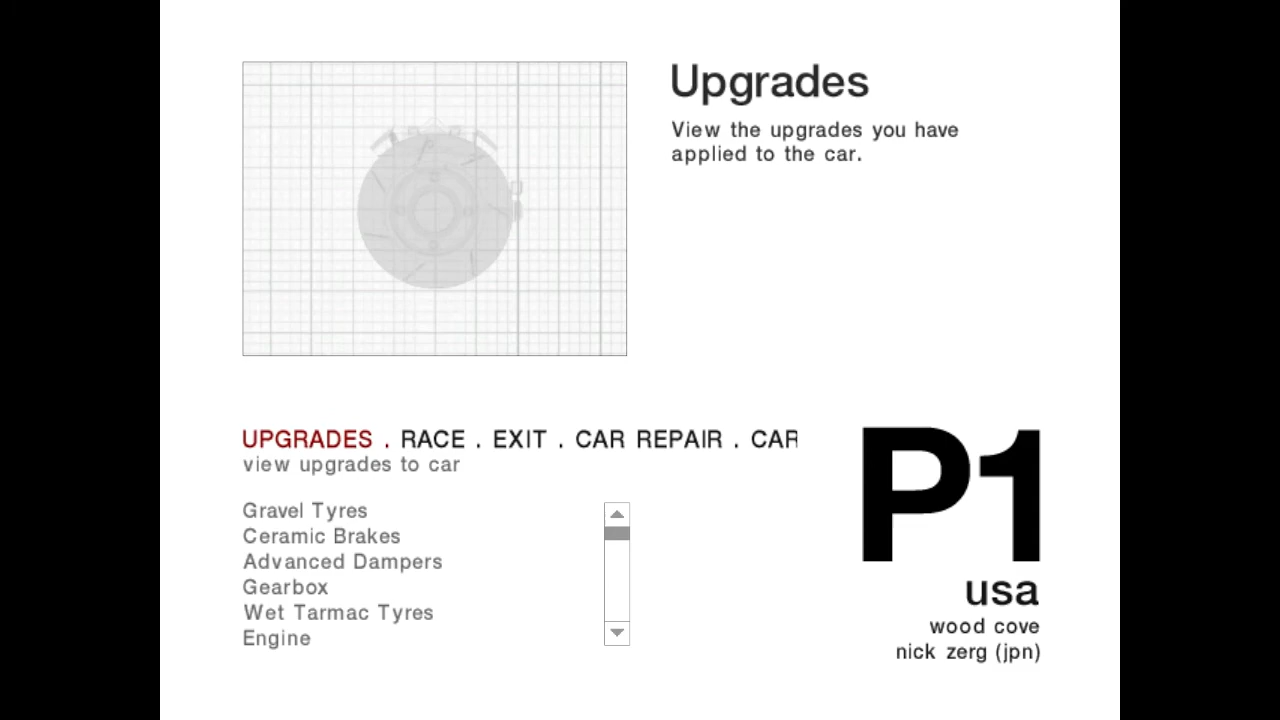 Upgrades
View the upgrades you have
applied to the car.
UPGRADES . RACE . EXIT . CAR REPAIR . CAR
view upgrades to car
Gravel Tyres
Ceramic Brakes
Advanced Dampers
Gearbox
Wet Tarmac Tyres
Engine
P1
usa
wood cove
nick zerg (jpn)